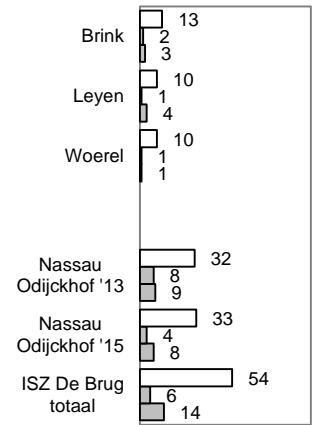 13
Brink 2
3
10
Leyen 1
4
10
Woerel 1
1
32
Nassau 8
Odijckhof '13 9
33
Nassau 4
Odijckhof '15 8
54
ISZ De Brug 6
totaal 14